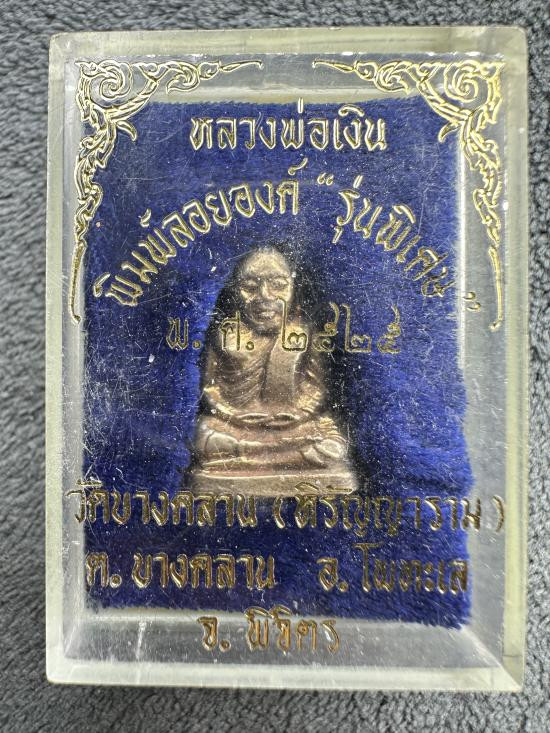 หลวงพ่อเงิน
พิมพ์ลอยองค์ "รุ่นพิเศษ"
พ.ศ. ๒๕๒๕
วัดบางคลาน (หิรัญญาราม)
ต. บางคลาน อ. โพทะเล
จ. พิจิตร